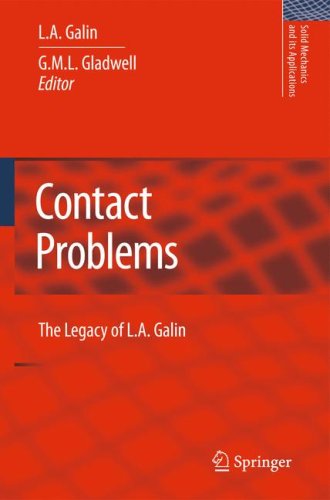 L.A. Galin
G.M.L. Gladwell
Editor
Solid Mechanics
and its Applications
Contact
Problems
The Legacy of L.A. Galin
Springer